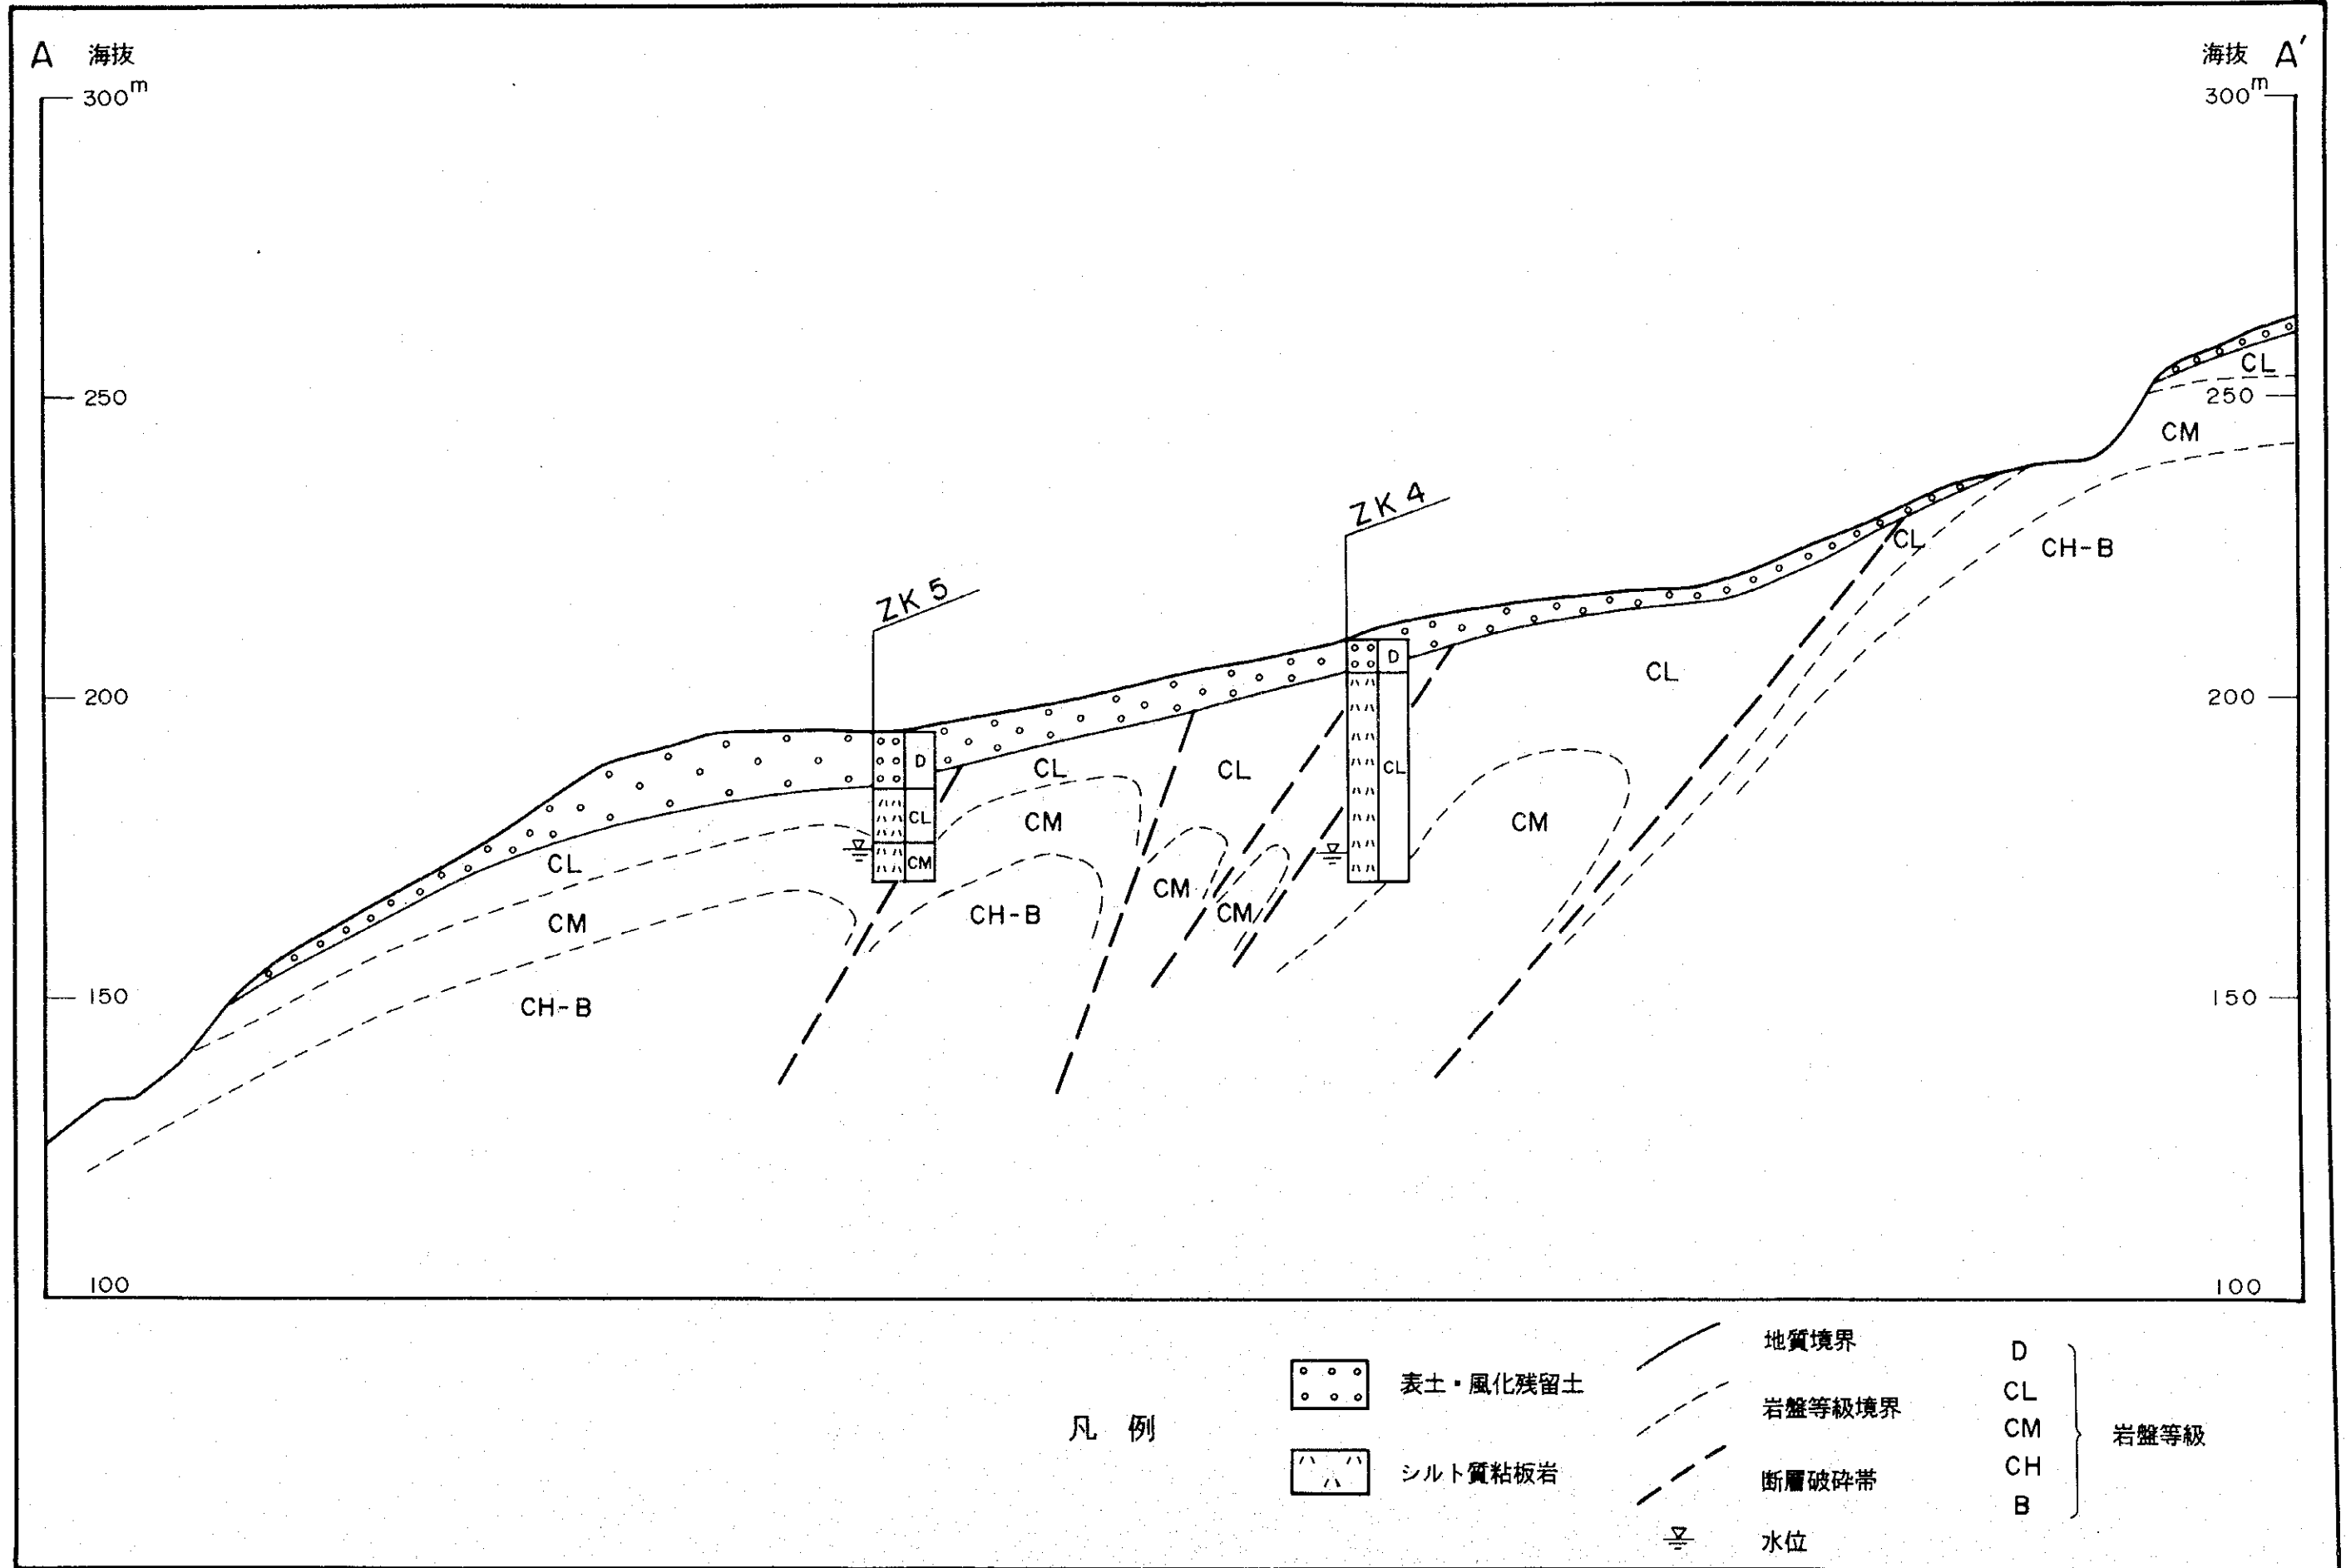 A 海抜
海抜 A′
300m
300m
250
250
200
200
150
150
100
100
ZK 5
ZK 4
D
CL
CM
D
CL
CL
CM
CH-B
CL
CM
CH-B
CL
CM
CM
CL
CM
CL
CH-B
CL
CM
凡 例
表土・風化残留土
シルト質粘板岩
地質境界
岩盤等級境界
断層破砕帯
水位
D
CL
CM
CH
B
岩盤等級